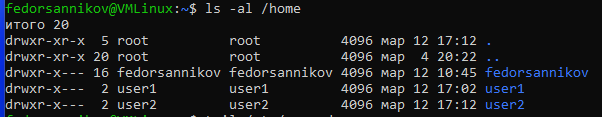 fedorsannikov@VMLinux:~$ ls -al /home
итого 20
drwxr-xr-x  5 root          root          4096 мар 12 17:12 .
drwxr-xr-x 20 root          root          4096 мар  4 20:22 ..
drwxr-x--- 16 fedorsannikov fedorsannikov 4096 мар 12 10:45 fedorsannikov
drwxr-x---  2 user1         user1         4096 мар 12 17:02 user1
drwxr-x---  2 user2         user2         4096 мар 12 17:12 user2